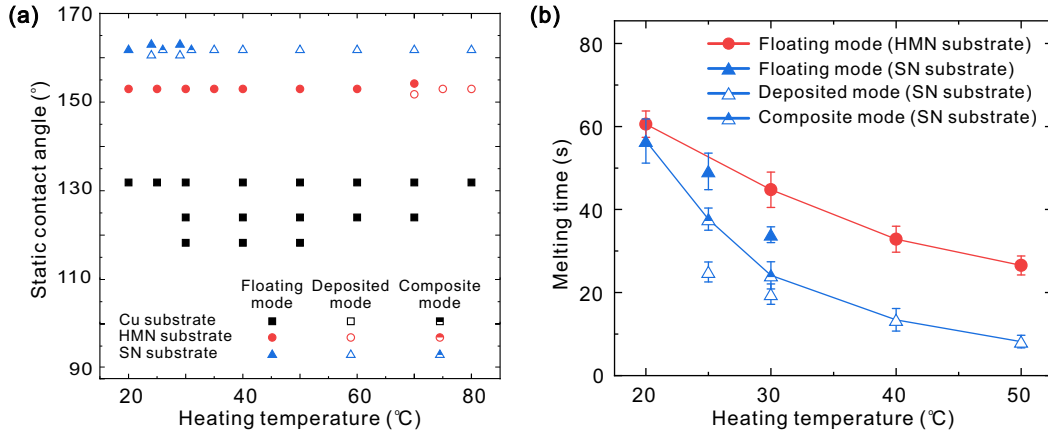 (a)
170
150
130
110
90
Static contact angle (°)
20
40
60
80
Heating temperature (℃)
Floating mode
Deposited mode
Composite mode
Cu substrate
HMN substrate
SN substrate
(b)
80
60
40
20
0
Melting time (s)
20
30
40
50
Heating temperature (℃)
Floating mode (HMN substrate)
Floating mode (SN substrate)
Deposited mode (SN substrate)
Composite mode (SN substrate)